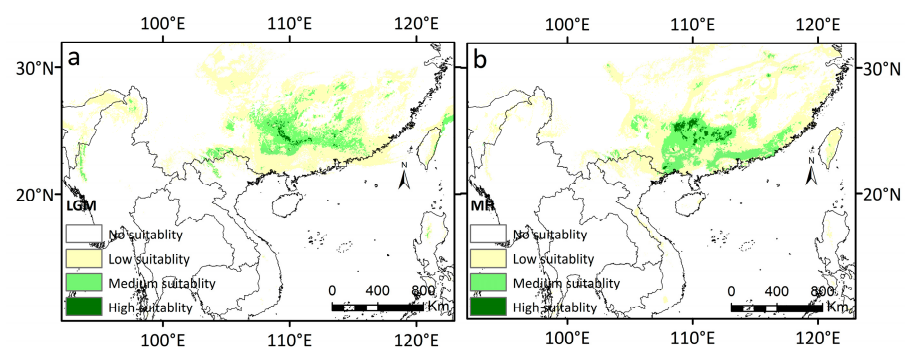 100°E 110°E 120°E
a
30°N
20°N
N
LGM
No suitablity
Low suitablity
Medium suitablity
High suitablity
0 400 800
Km
100°E 110°E 120°E
100°E 110°E 120°E
b
30°N
20°N
N
MH
No suitablity
Low suitablity
Medium suitablity
High suitablity
0 400 800
Km
100°E 110°E 120°E